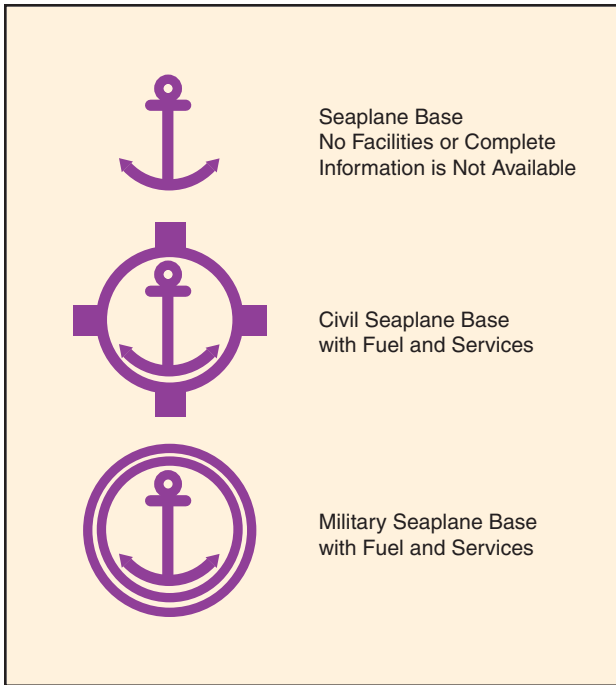 Seaplane Base
No Facilities or Complete
Information is Not Available
Civil Seaplane Base
with Fuel and Services
Military Seaplane Base
with Fuel and Services